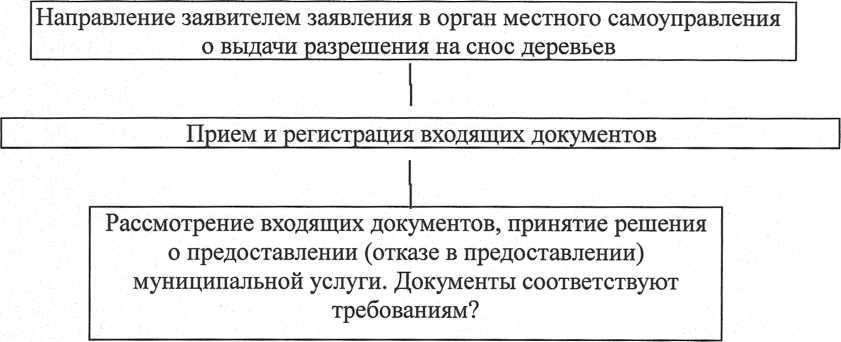 Направление заявителем заявления в орган местного самоуправления
о выдачи разрешения на снос деревьев
Прием и регистрация входящих документов
Рассмотрение входящих документов, принятие решения
о предоставлении (отказе в предоставлении)
муниципальной услуги. Документы соответствуют
требованиям?